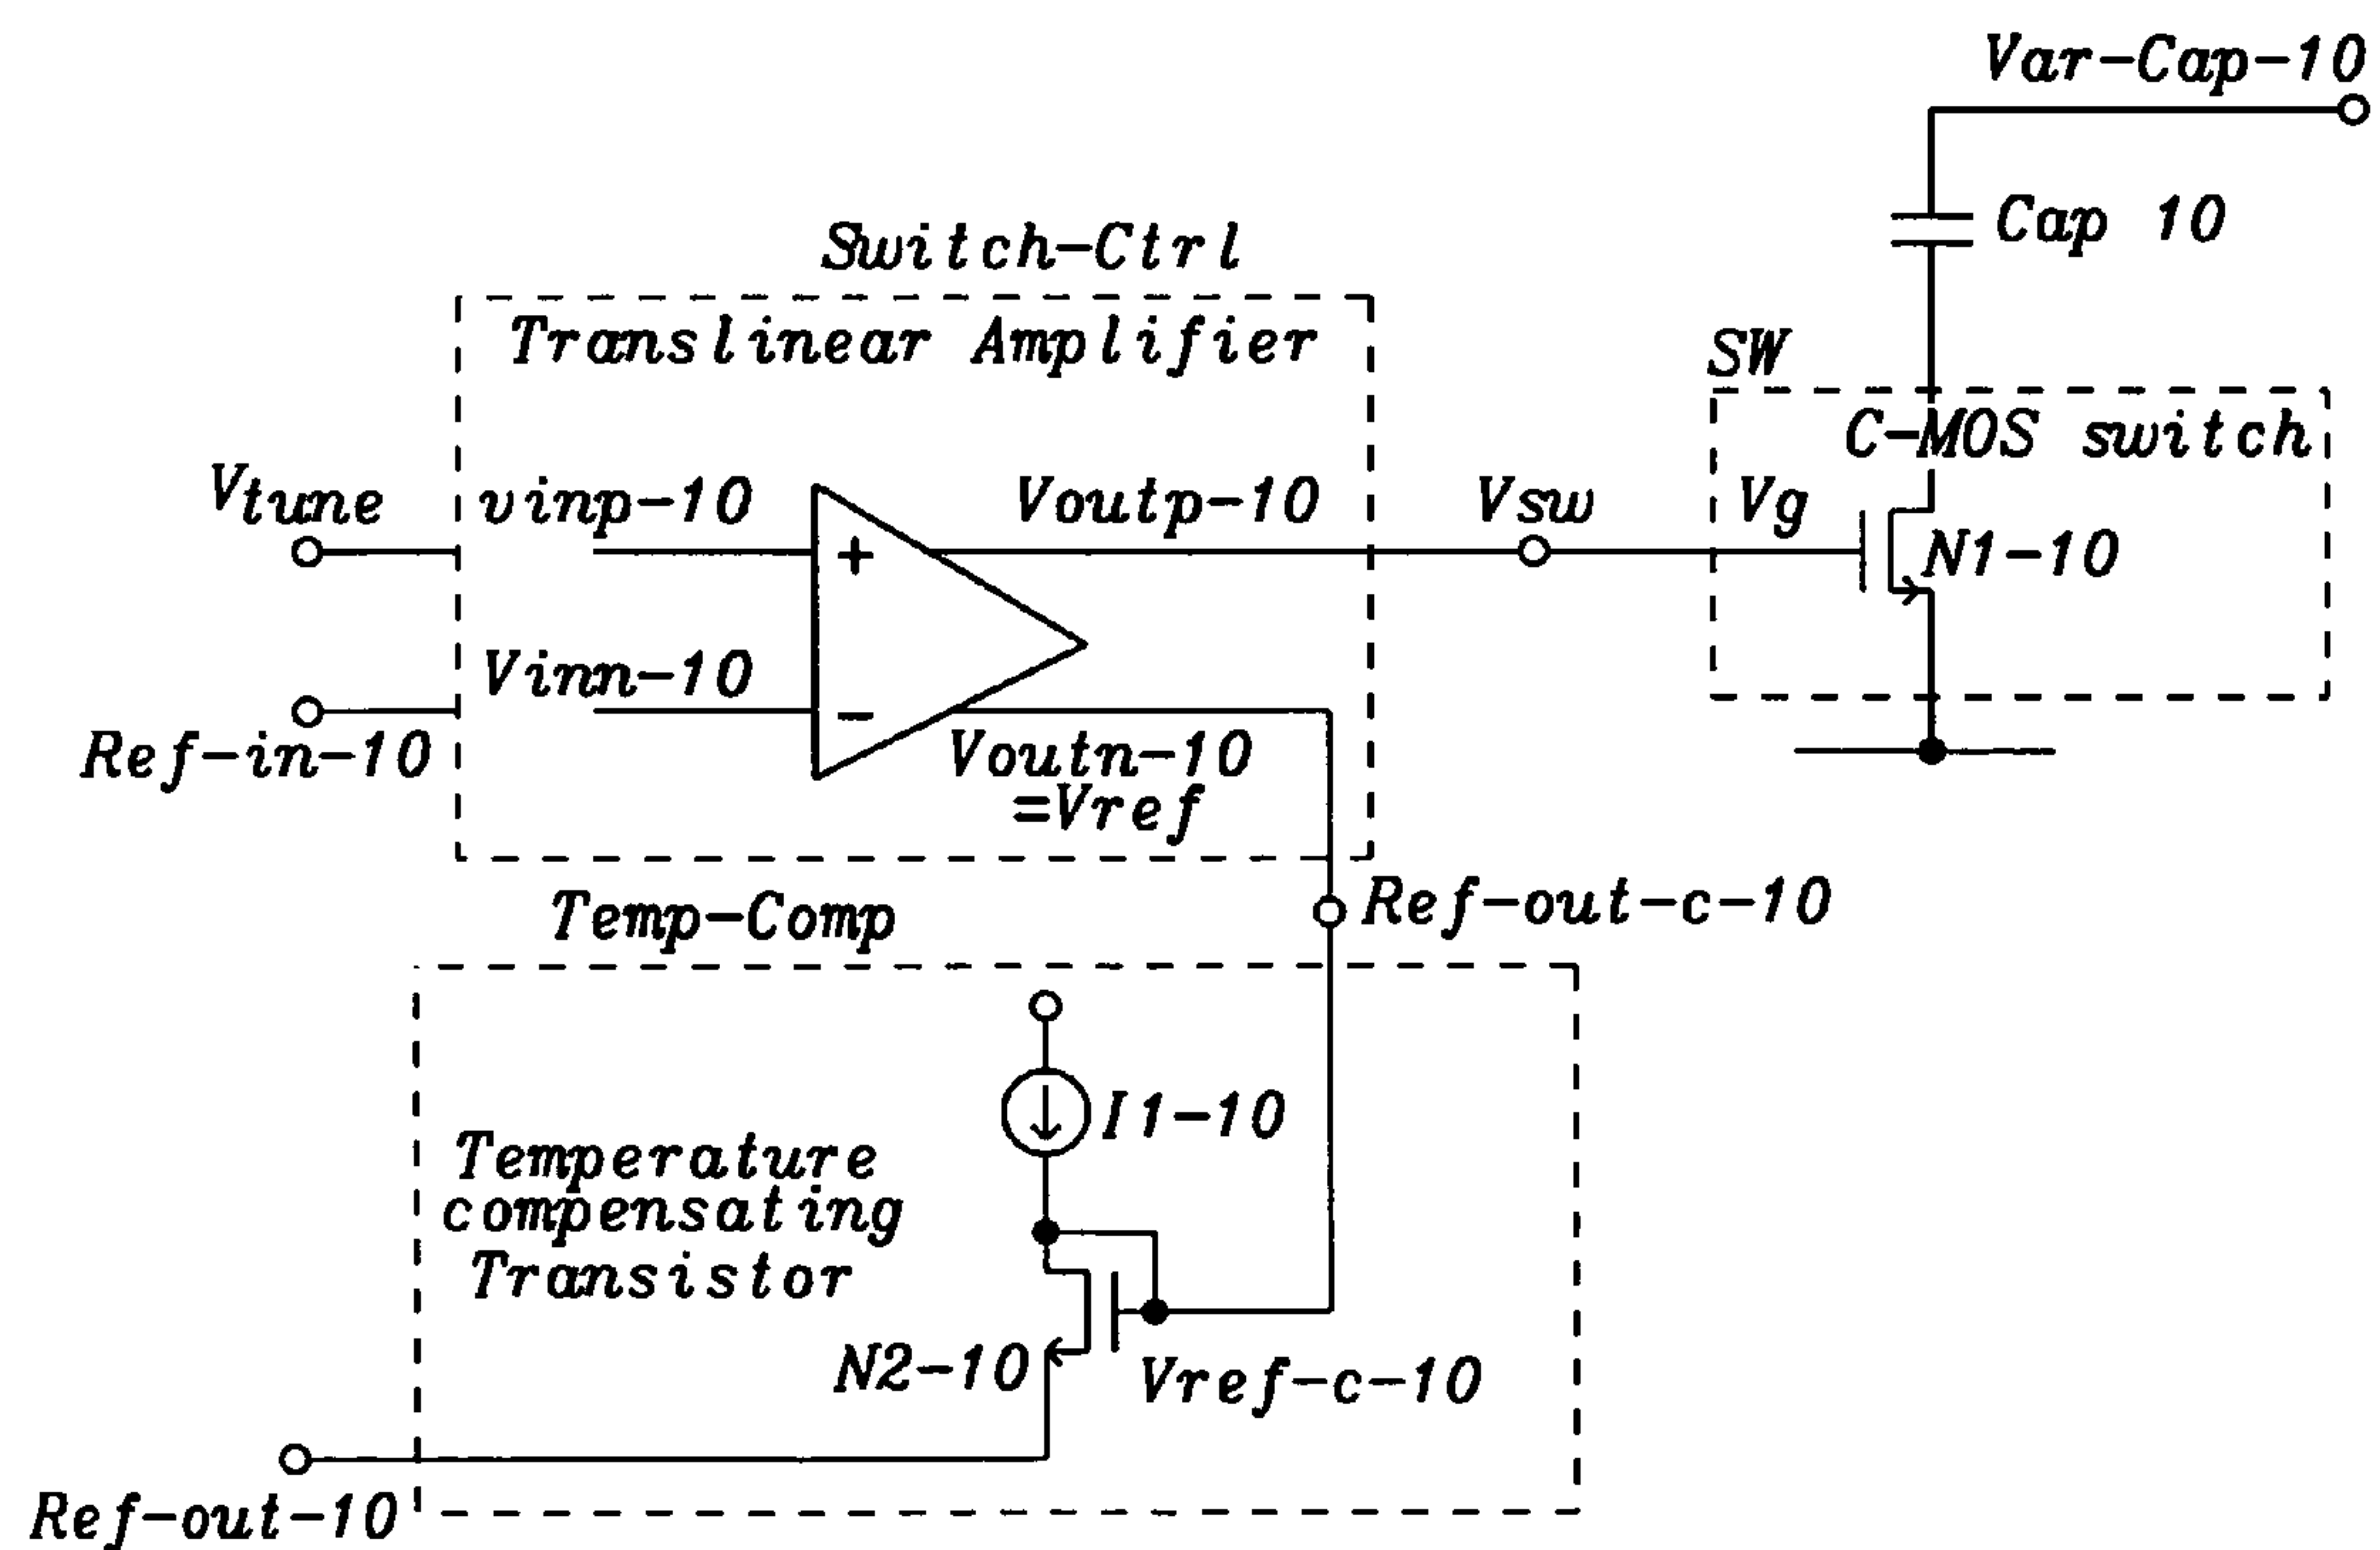 Var-Cap-10
Cap 10
Switch-Ctrl
Translinear Amplifier
SW
C-MOS switch
Vtune
vinp-10
Voutp-10
Vsw
Vg
N1-10
+
Vinn-10
-
Ref-in-10
Voutn-10
=Vref
Ref-out-c-10
Temp-Comp
I1-10
Temperature
compensating
Transistor
N2-10
Vref-c-10
Ref-out-10